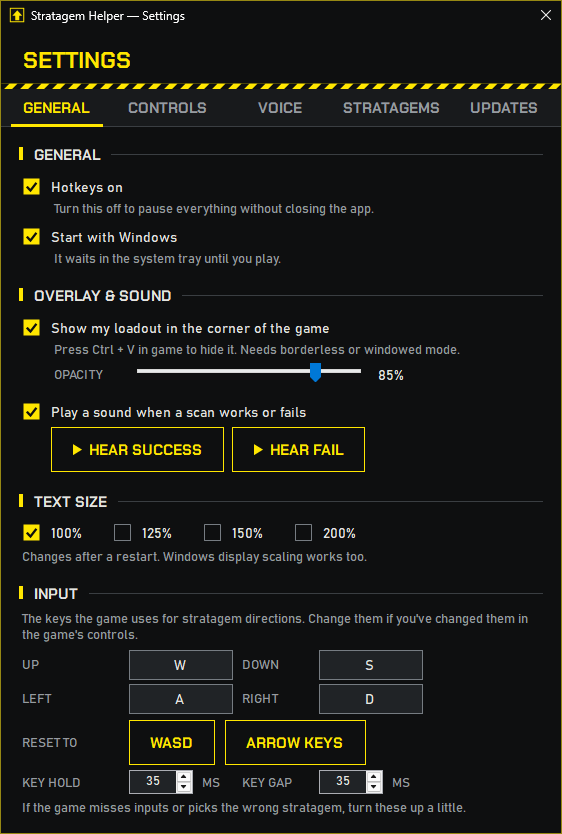 Stratagem Helper — Settings
SETTINGS
GENERAL CONTROLS VOICE STRATAGEMS UPDATES
GENERAL
Hotkeys on
Turn this off to pause everything without closing the app.
Start with Windows
It waits in the system tray until you play.
OVERLAY & SOUND
Show my loadout in the corner of the game
Press Ctrl + V in game to hide it. Needs borderless or windowed mode.
OPACITY 85%
Play a sound when a scan works or fails
HEAR SUCCESS HEAR FAIL
TEXT SIZE
100% 125% 150% 200%
Changes after a restart. Windows display scaling works too.
INPUT
The keys the game uses for stratagem directions. Change them if you've changed them in
the game's controls.
UP W DOWN S
LEFT A RIGHT D
RESET TO WASD ARROW KEYS
KEY HOLD 35 MS KEY GAP 35 MS
If the game misses inputs or picks the wrong stratagem, turn these up a little.